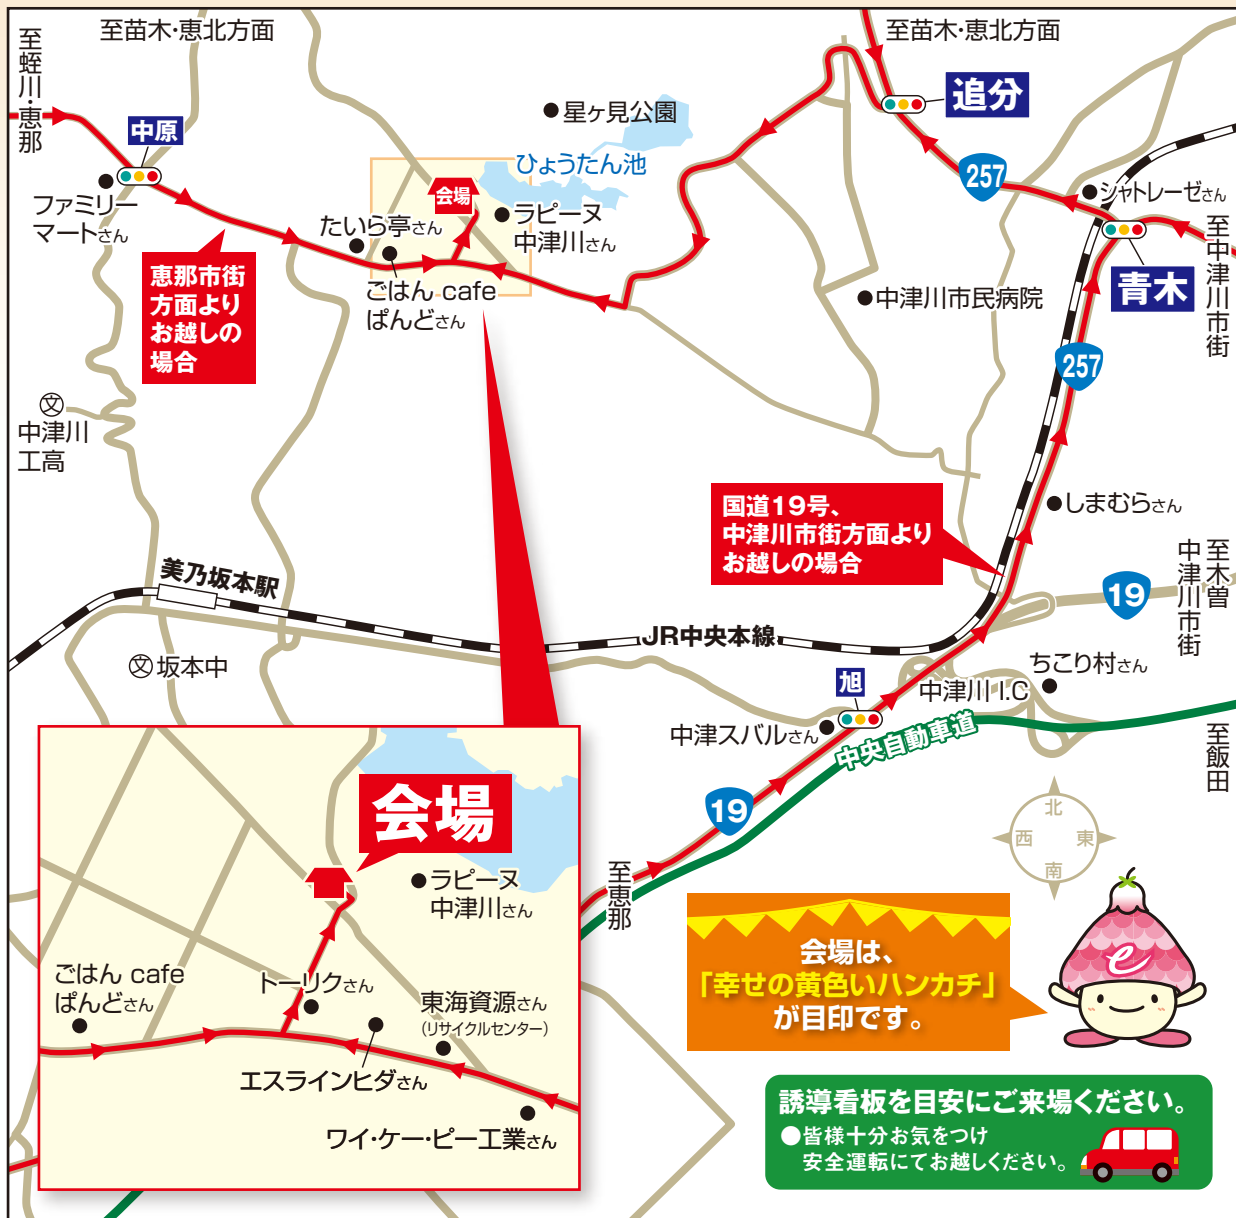 至苗木・恵北方面
至苗木・恵北方面
至蛭川・恵那
星ヶ見公園
追分
中原
ひょうたん池
257
シャトレーゼさん
会場
ファミリー
マートさん
たいら亭さん
ラピーヌ
中津川さん
至中津川市街
恵那市街
方面より
お越しの
場合
ごはん cafe
ぱんどさん
中津川市民病院
青木
257
文
中津川
工高
国道19号、
中津川市街方面より
お越しの場合
しまむらさん
至木曽
中津川市街
19
美乃坂本駅
JR中央本線
文坂本中
旭
中津川 I.C
ちこり村さん
中津スバルさん
中央自動車道
至飯田
19
北
西
東
南
至恵那
会場
ラピーヌ
中津川さん
ごはん cafe
ぱんどさん
トーリクさん
東海資源さん
(リサイクルセンター)
エスラインヒダさん
ワイ・ケー・ピー工業さん
会場は、
「幸せの黄色いハンカチ」
が目印です。
e
誘導看板を目安にご来場ください。
●皆様十分お気をつけ
安全運転にてお越しください。